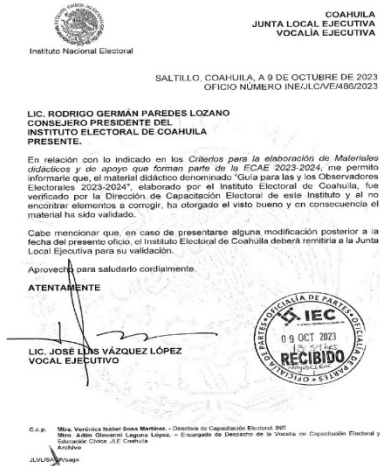 COAHUILA
JUNTA LOCAL EJECUTIVA
VOCALÍA EJECUTIVA
Instituto Nacional Electoral
SALTILLO, COAHUILA, A 9 DE OCTUBRE DE 2023
OFICIO NÚMERO INE/JLC/VE/486/2023
LIC. RODRIGO GERMÁN PAREDES LOZANO
CONSEJERO PRESIDENTE DEL
INSTITUTO ELECTORAL DE COAHUILA
PRESENTE.
En relación con lo indicado en los Criterios para la elaboración de Materiales
didácticos y de apoyo que forman parte de la ECAE 2023-2024, me permito
informarle que, el material didáctico denominado "Guía para las y los Observadores
Electorales 2023-2024", elaborado por el Instituto Electoral de Coahuila, fue
verificado por la Dirección de Capacitación Electoral de este Instituto y al no
encontrar elementos a corregir, ha otorgado el visto bueno y en consecuencia el
material ha sido validado.
Cabe mencionar que, en caso de presentarse alguna modificación posterior a la
fecha del presente oficio, el Instituto Electoral de Coahuila deberá remitirla a la Junta
Local Ejecutiva para su validación.
Aprovecho para saludarlo cordialmente.
ATENTAMENTE
LIC. JOSÉ LUIS VÁZQUEZ LÓPEZ
VOCAL EJECUTIVO
OFICIALÍA DE PARTES
IEC
09 OCT 2023
RECIBIDO
C.c.p. Mtra. Verónica Isabel Sosa Martínez. - Directora de Capacitación Electoral. INE
Mtro. Adán Giovanni Laguna López. – Encargado de Despacho de la Vocalía de Capacitación Electoral y
Educación Cívica. JLE Coahuila
Archivo